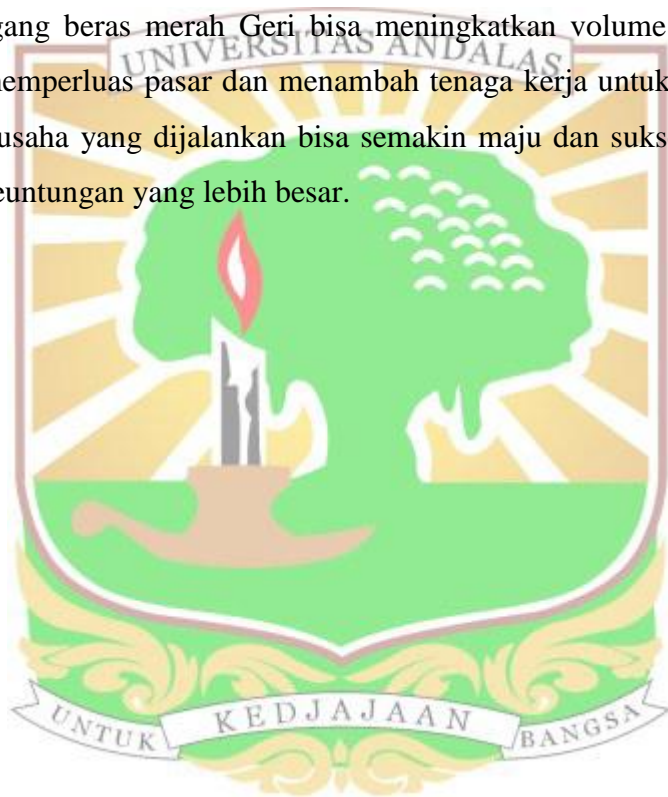 gang beras merah Geri bisa meningkatkan volume
UNIVERSITAS ANDALAS
emperluas pasar dan menambah tenaga kerja untuk
usaha yang dijalankan bisa semakin maju dan suks
euntungan yang lebih besar.
UNTUK KEDJAJAAN BANGSA